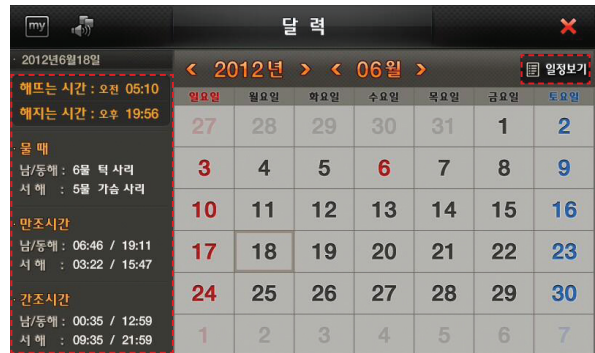 my
달 력
2012년6월18일
해뜨는 시간 : 오전 05:10
해지는 시간 : 오후 19:56
물 때
남/동해 : 6물 턱 사리
서 해 : 5물 가슴 사리
만조시간
남/동해 : 06:46 / 19:11
서 해 : 03:22 / 15:47
간조시간
남/동해 : 00:35 / 12:59
서 해 : 09:35 / 21:59
2012년 06월
일정보기
일요일 월요일 화요일 수요일 목요일 금요일 토요일
27 28 29 30 31 1 2
3 4 5 6 7 8 9
10 11 12 13 14 15 16
17 18 19 20 21 22 23
24 25 26 27 28 29 30
1 2 3 4 5 6 7